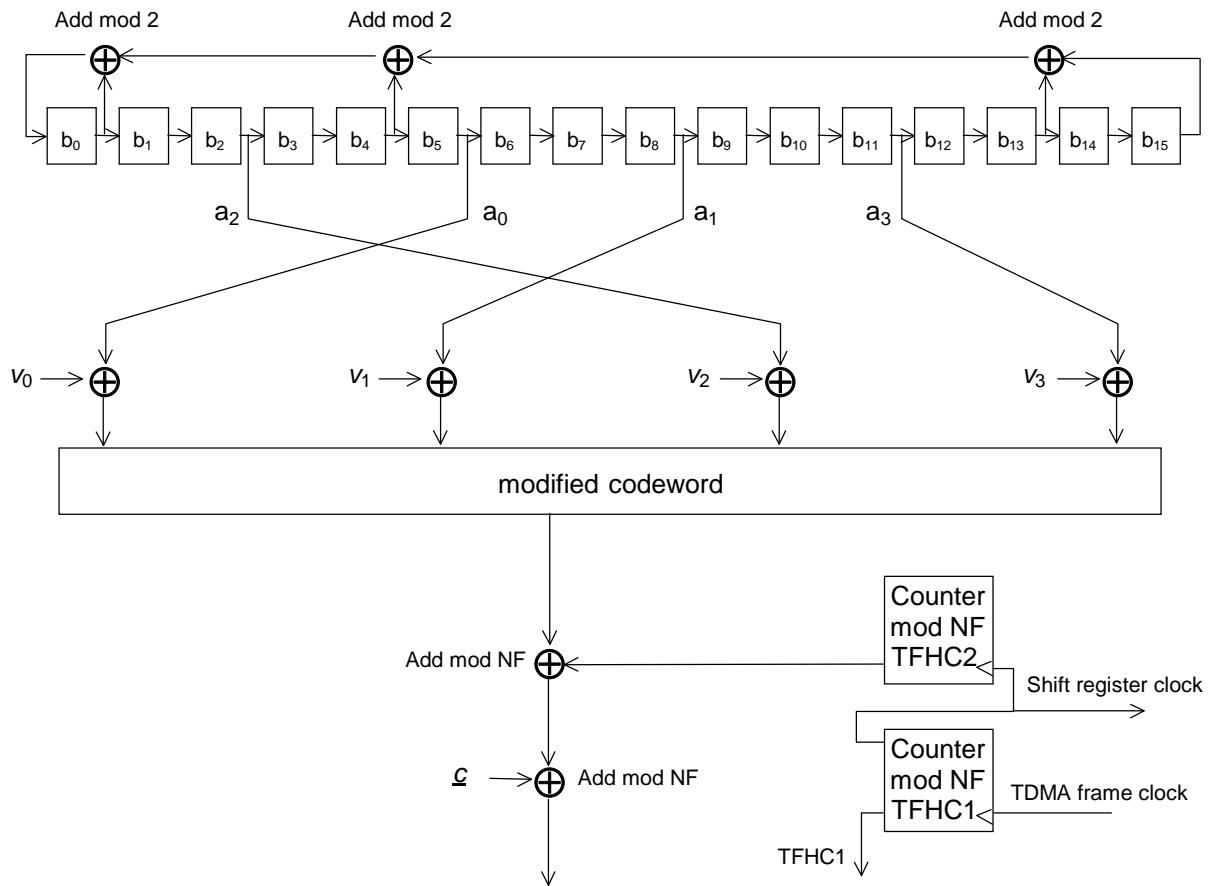 Add mod 2 Add mod 2 Add mod 2
b₀ b₁ b₂ b₃ b₄ b₅ b₆ b₇ b₈ b₉ b₁₀ b₁₁ b₁₂ b₁₃ b₁₄ b₁₅
a₂ a₀ a₁ a₃
v₀ v₁ v₂ v₃
modified codeword
Counter
mod NF
TFHC2
Add mod NF
Shift register clock
Counter
mod NF
TFHC1
c Add mod NF
TDMA frame clock
TFHC1